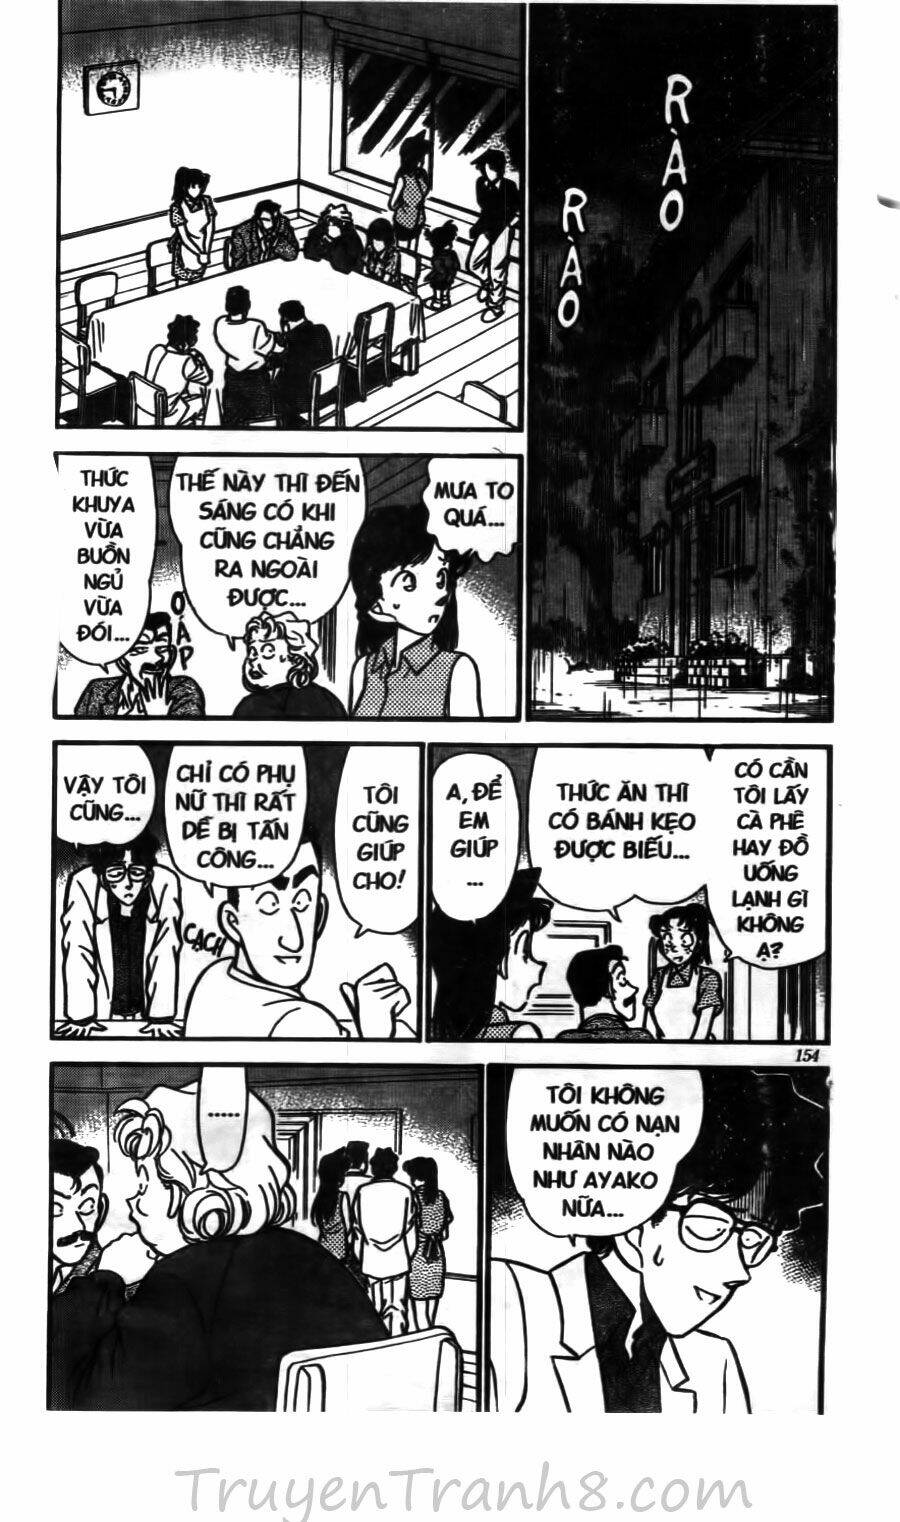 RÀO
RÀO
MƯA TO
QUÁ...
THẾ NÀY THÌ ĐẾN
SÁNG CÓ KHI
CŨNG CHẲNG
RA NGOÀI
ĐƯỢC...
THỨC
KHUYA
VỪA
BUỒN
NGỦ
VỪA
ĐÓI...
OÁP
CÓ CẦN
TÔI LẤY
CÀ PHÊ
HAY ĐỒ
UỐNG
LẠNH GÌ
KHÔNG
Ạ?
THỨC ĂN THÌ
CÓ BÁNH KẸO
ĐƯỢC BIẾU...
A, ĐỂ
EM
GIÚP
...
TÔI
CŨNG
GIÚP
CHO!
CHỈ CÓ PHỤ
NỮ THÌ RẤT
DỄ BỊ TẤN
CÔNG...
CẠCH
VẬY TÔI
CŨNG...
154
TÔI KHÔNG
MUỐN CÓ NẠN
NHÂN NÀO
NHƯ AYAKO
NỮA...
......
TruyenTranh8.com